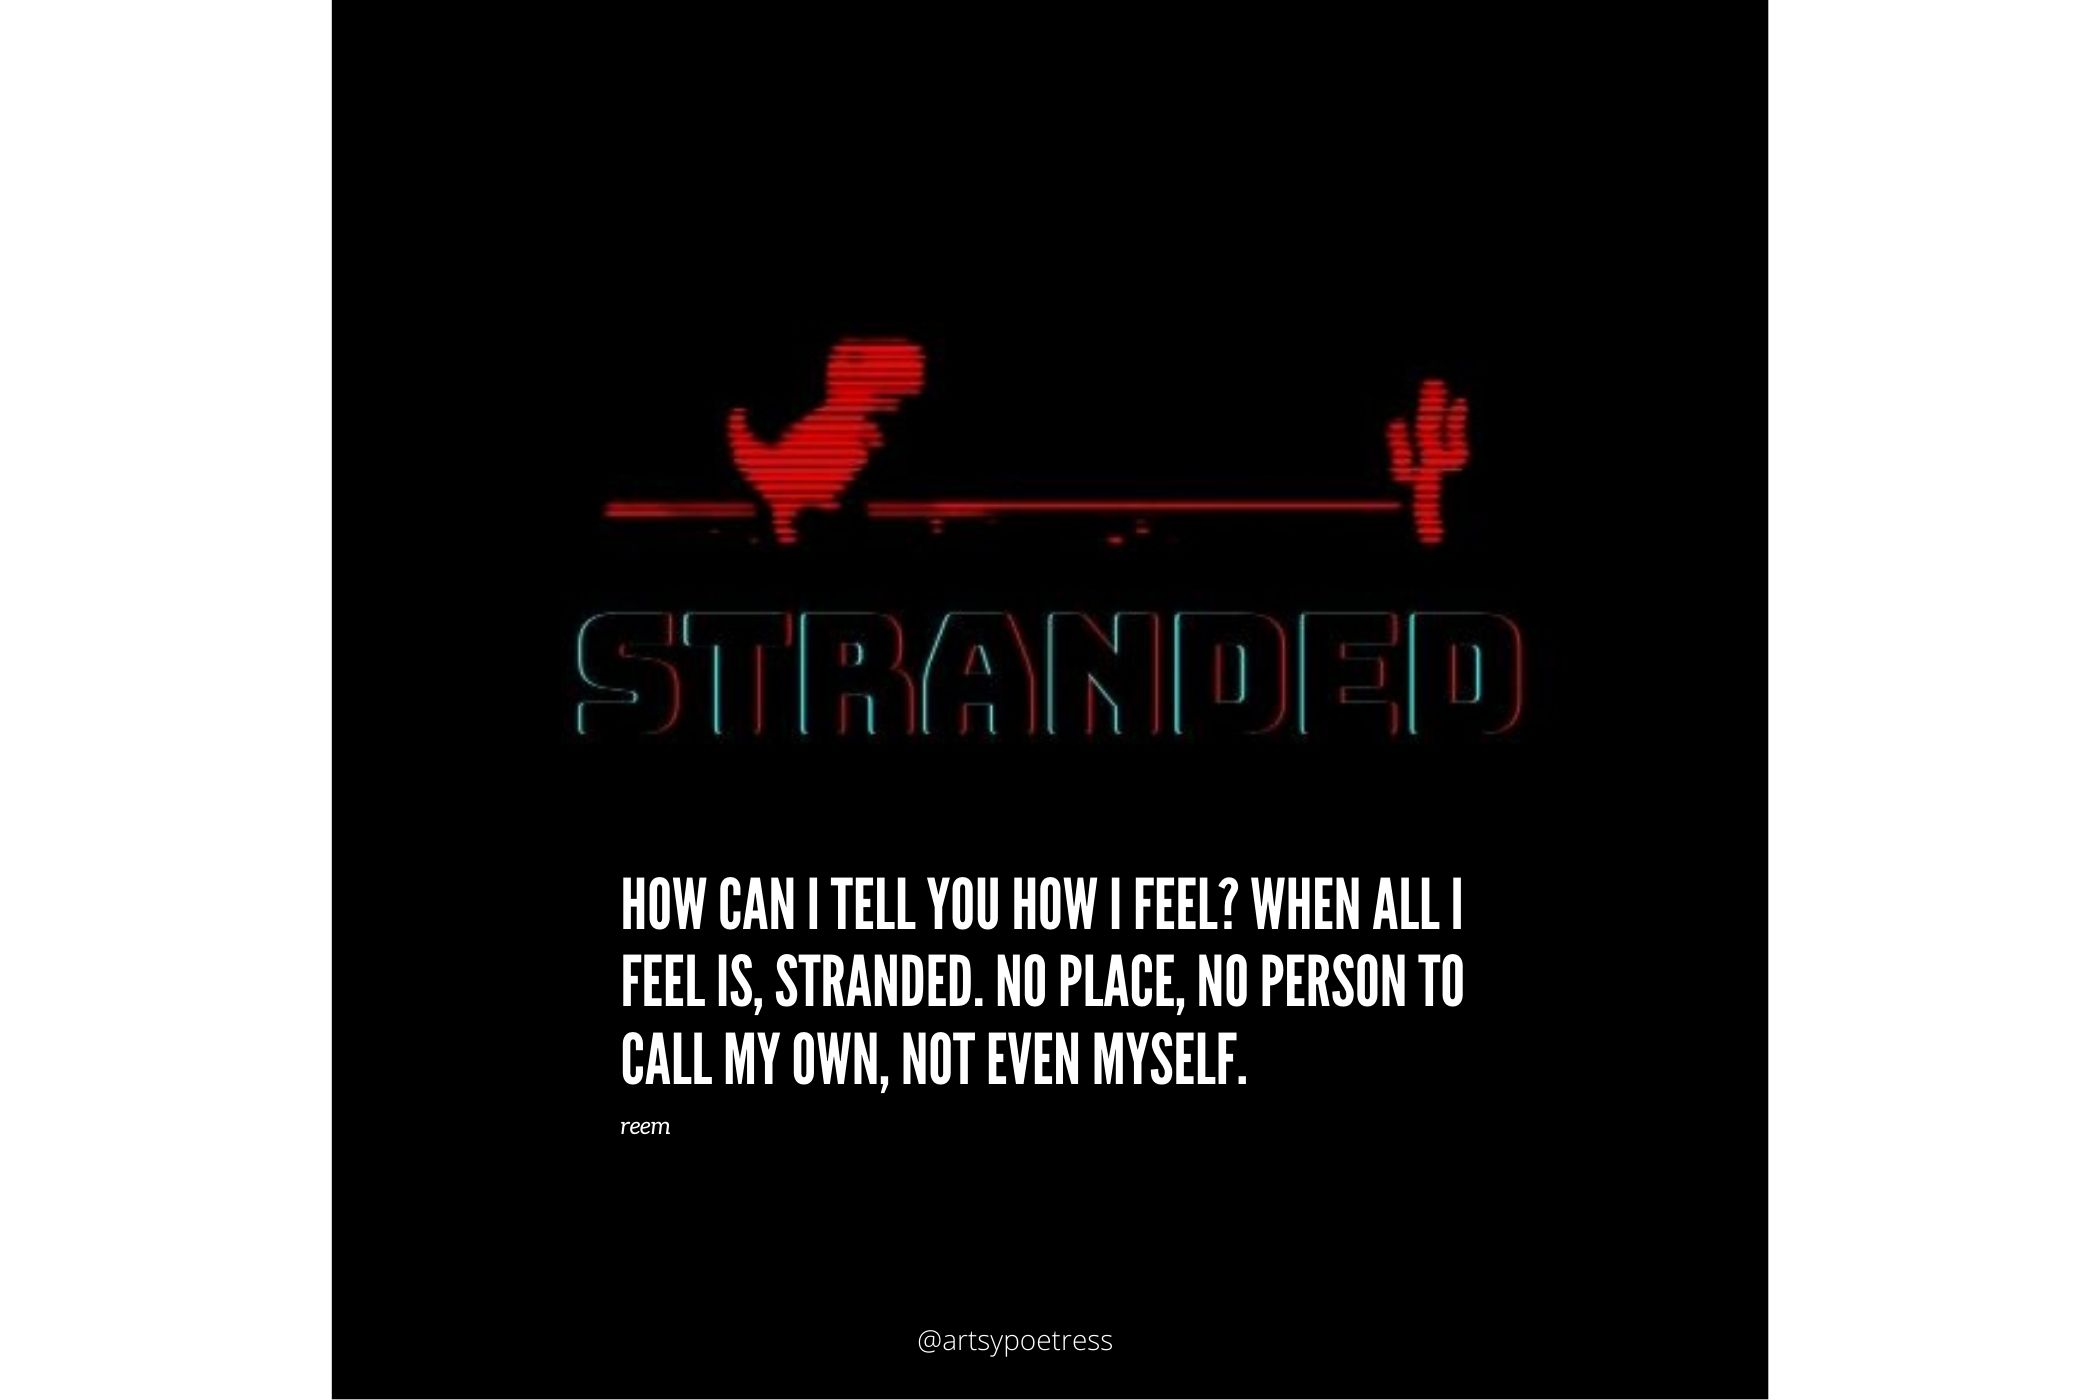 STRANDED
HOW CAN I TELL YOU HOW I FEEL? WHEN ALL I
FEEL IS, STRANDED. NO PLACE, NO PERSON TO
CALL MY OWN, NOT EVEN MYSELF.
reem
@artsypoetress